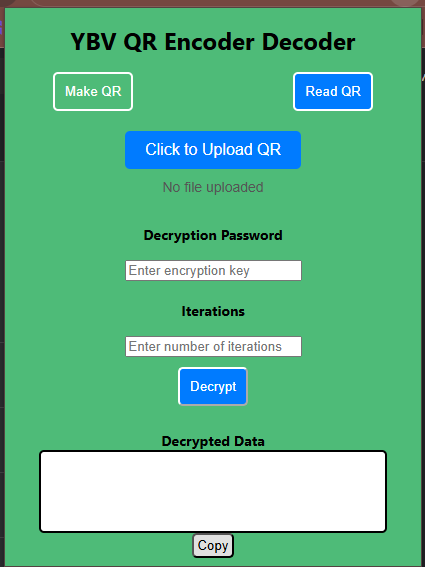 YBV QR Encoder Decoder
Make QR
Read QR
Click to Upload QR
No file uploaded
Decryption Password
Enter encryption key
Iterations
Enter number of iterations
Decrypt
Decrypted Data
Copy